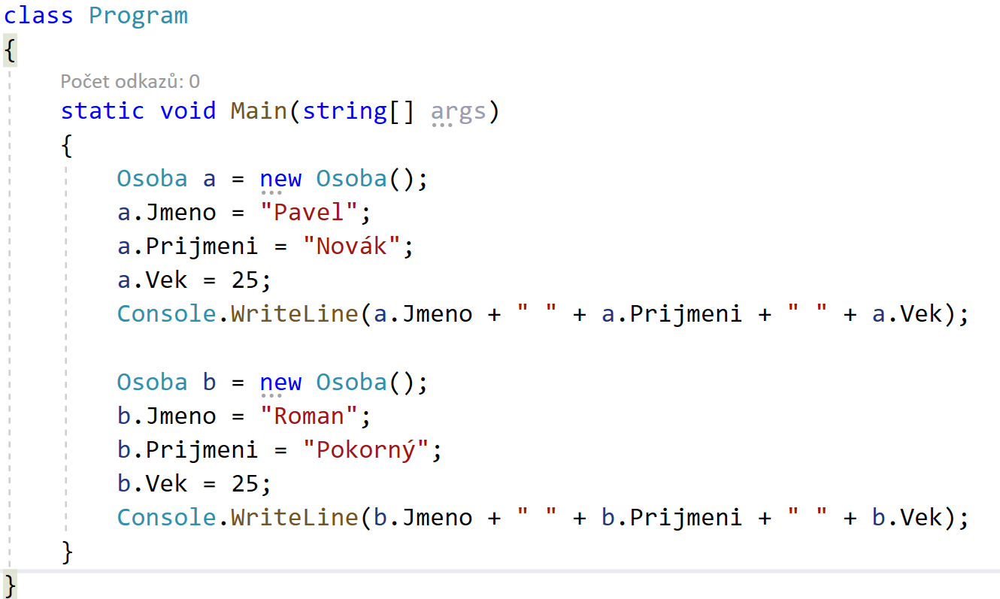 class Program
{
Počet odkazů: 0
static void Main(string[] args)
{
Osoba a = new Osoba();
a.Jmeno = "Pavel";
a.Prijmeni = "Novák";
a.Vek = 25;
Console.WriteLine(a.Jmeno + " " + a.Prijmeni + " " + a.Vek);
Osoba b = new Osoba();
b.Jmeno = "Roman";
b.Prijmeni = "Pokorný";
b.Vek = 25;
Console.WriteLine(b.Jmeno + " " + b.Prijmeni + " " + b.Vek);
}
}